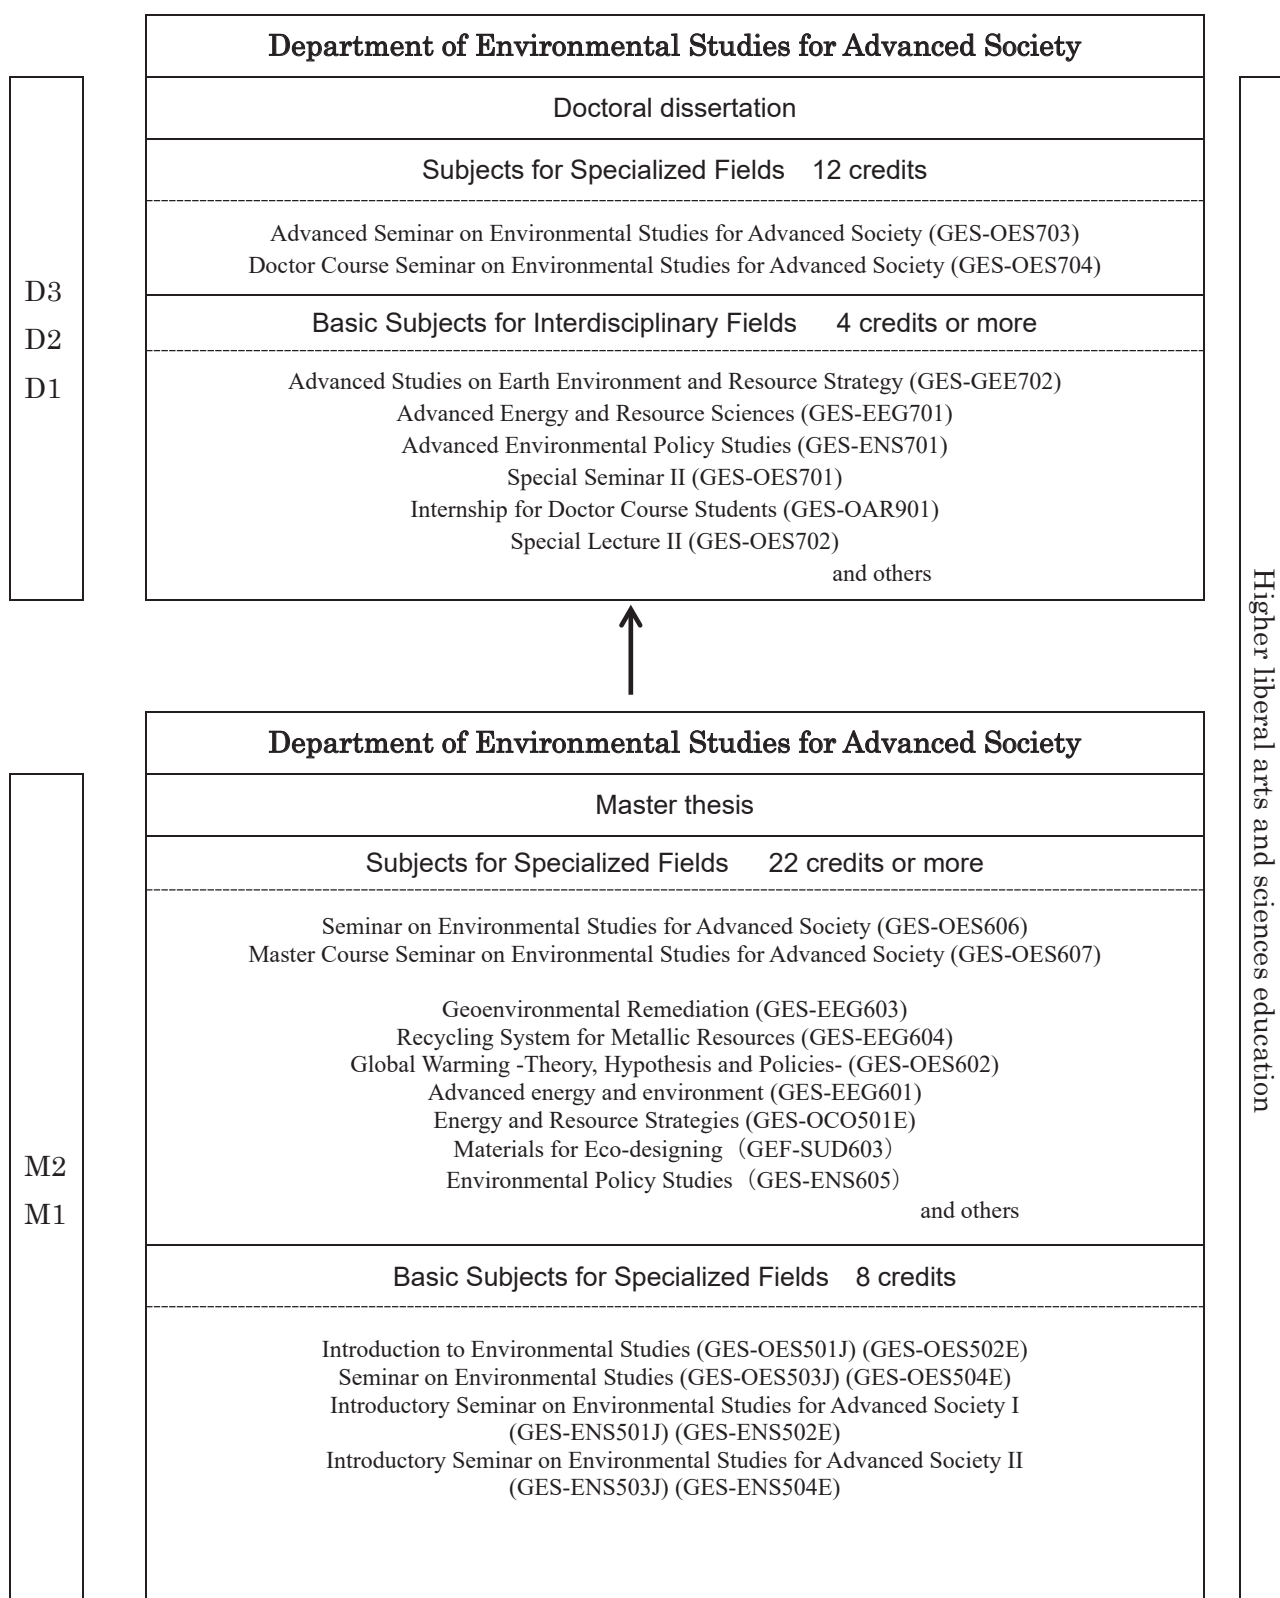 Department of Environmental Studies for Advanced Society
Doctoral dissertation
Subjects for Specialized Fields 12 credits
Advanced Seminar on Environmental Studies for Advanced Society (GES-OES703)
Doctor Course Seminar on Environmental Studies for Advanced Society (GES-OES704)
Basic Subjects for Interdisciplinary Fields 4 credits or more
Advanced Studies on Earth Environment and Resource Strategy (GES-GEE702)
Advanced Energy and Resource Sciences (GES-EEG701)
Advanced Environmental Policy Studies (GES-ENS701)
Special Seminar II (GES-OES701)
Internship for Doctor Course Students (GES-OAR901)
Special Lecture II (GES-OES702)
and others
D3
D2
D1
Department of Environmental Studies for Advanced Society
Master thesis
Subjects for Specialized Fields 22 credits or more
Seminar on Environmental Studies for Advanced Society (GES-OES606)
Master Course Seminar on Environmental Studies for Advanced Society (GES-OES607)
Geoenvironmental Remediation (GES-EEG603)
Recycling System for Metallic Resources (GES-EEG604)
Global Warming -Theory, Hypothesis and Policies- (GES-OES602)
Advanced energy and environment (GES-EEG601)
Energy and Resource Strategies (GES-OCO501E)
Materials for Eco-designing（GEF-SUD603）
Environmental Policy Studies（GES-ENS605）
and others
Basic Subjects for Specialized Fields 8 credits
Introduction to Environmental Studies (GES-OES501J) (GES-OES502E)
Seminar on Environmental Studies (GES-OES503J) (GES-OES504E)
Introductory Seminar on Environmental Studies for Advanced Society I
(GES-ENS501J) (GES-ENS502E)
Introductory Seminar on Environmental Studies for Advanced Society II
(GES-ENS503J) (GES-ENS504E)
M2
M1
Higher liberal arts and sciences education